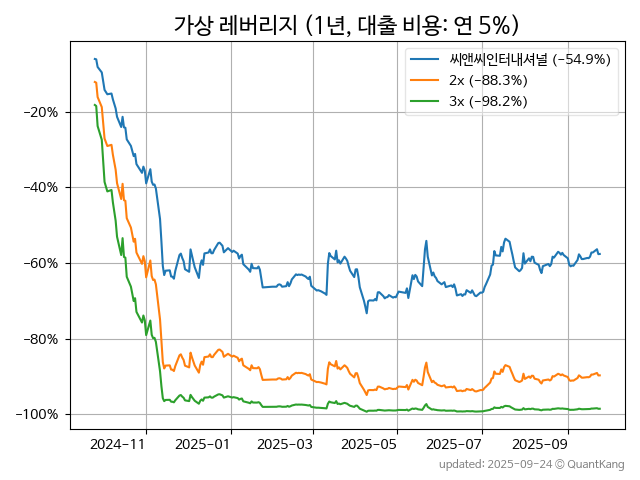 가상 레버리지 (1년, 대출 비용: 연 5%)
씨앤씨인터내셔널 (−54.9%)
2x (−88.3%)
3x (−98.2%)
−20%
−40%
−60%
−80%
−100%
2024-11 2025-01 2025-03 2025-05 2025-07 2025-09
updated: 2025-09-24 © QuantKang